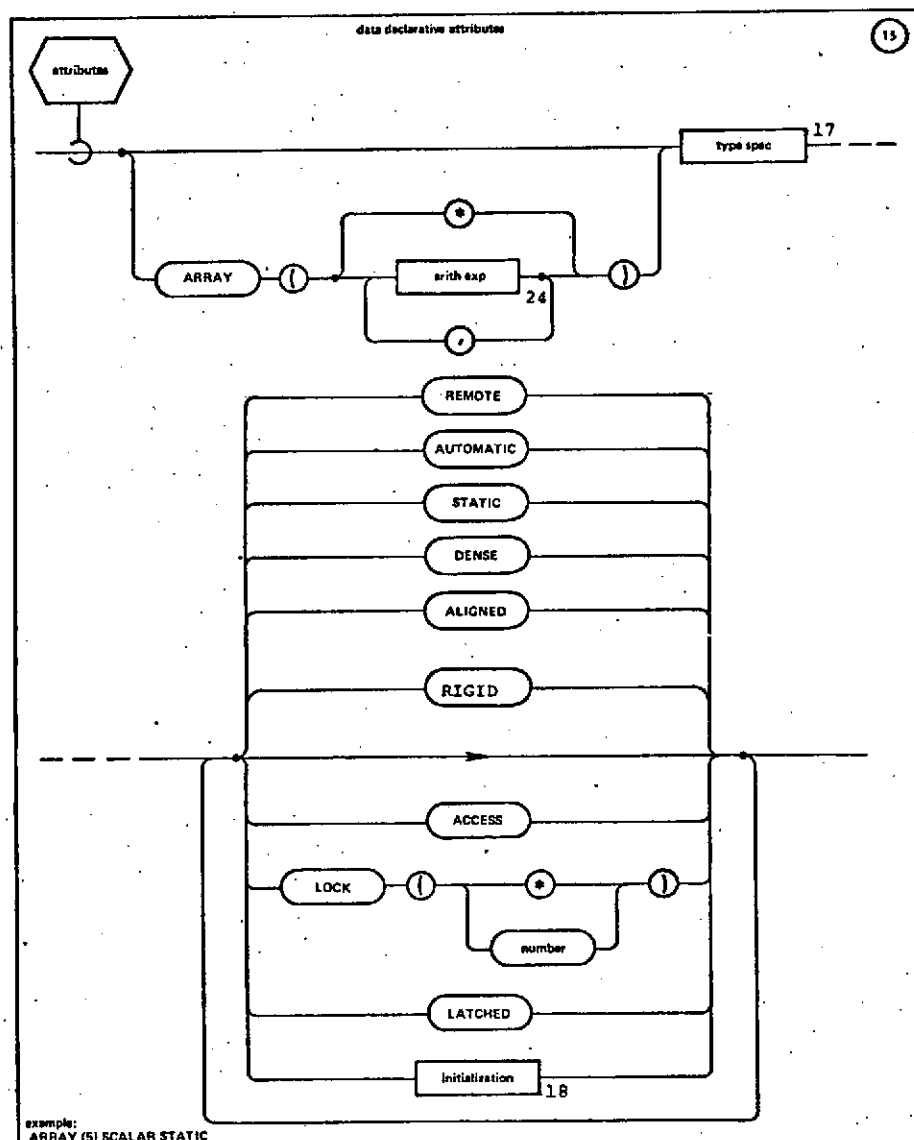 data declarative attributes
15
attributes
type spec
17
*
ARRAY
(
arith exp
24
)
,
REMOTE
AUTOMATIC
STATIC
DENSE
ALIGNED
RIGID
ACCESS
LOCK
(
*
)
number
LATCHED
initialization
18
example:
ARRAY (5) SCALAR STATIC